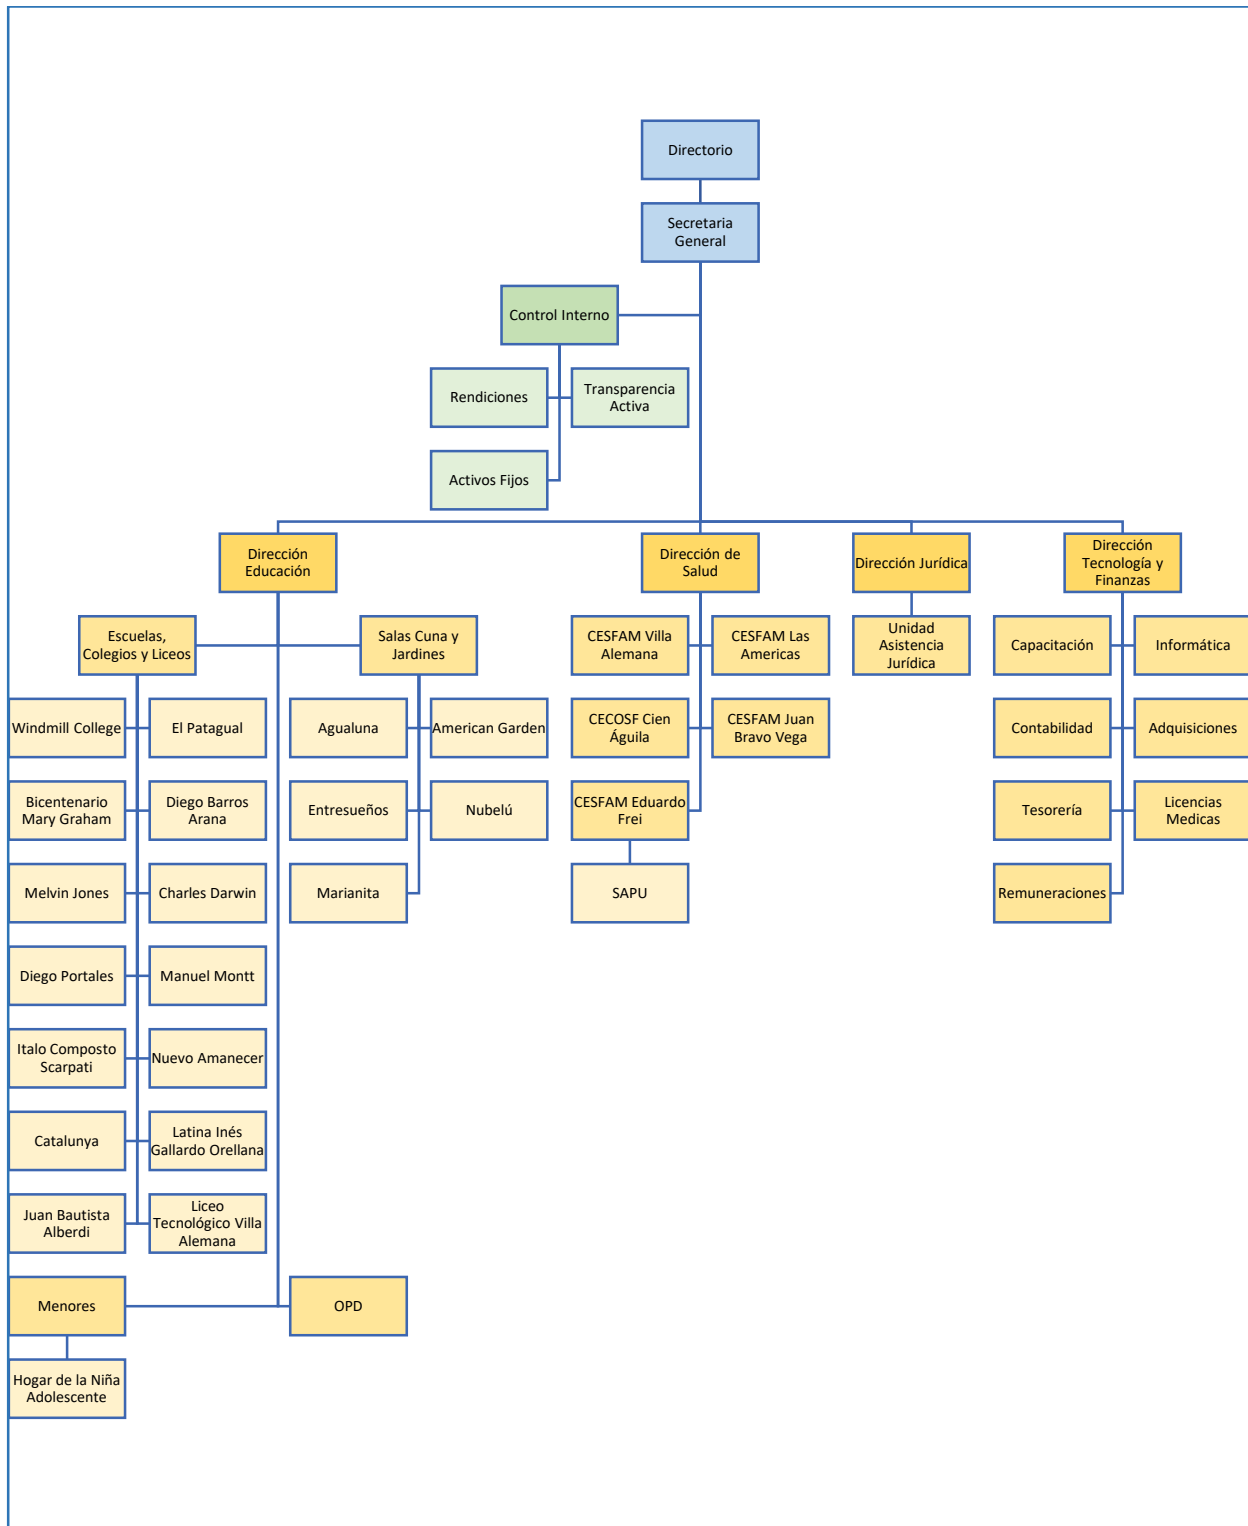 Directorio
Secretaria
General
Control Interno
Rendiciones
Transparencia
Activa
Activos Fijos
Dirección
Educación
Dirección de
Salud
Dirección Jurídica
Dirección
Tecnología y
Finanzas
Escuelas,
Colegios y Liceos
Salas Cuna y
Jardines
CESFAM Villa
Alemana
CESFAM Las
Americas
Unidad
Asistencia
Jurídica
Capacitación
Informática
Windmill College
El Patagual
Agualuna
American Garden
CECOSF Cien
Águila
CESFAM Juan
Bravo Vega
Contabilidad
Adquisiciones
Bicentenario
Mary Graham
Diego Barros
Arana
Entresueños
Nubelú
CESFAM Eduardo
Frei
Tesorería
Licencias
Medicas
Melvin Jones
Charles Darwin
Marianita
SAPU
Remuneraciones
Diego Portales
Manuel Montt
Italo Composto
Scarpati
Nuevo Amanecer
Catalunya
Latina Inés
Gallardo Orellana
Juan Bautista
Alberdi
Liceo
Tecnológico Villa
Alemana
Menores
OPD
Hogar de la Niña
Adolescente